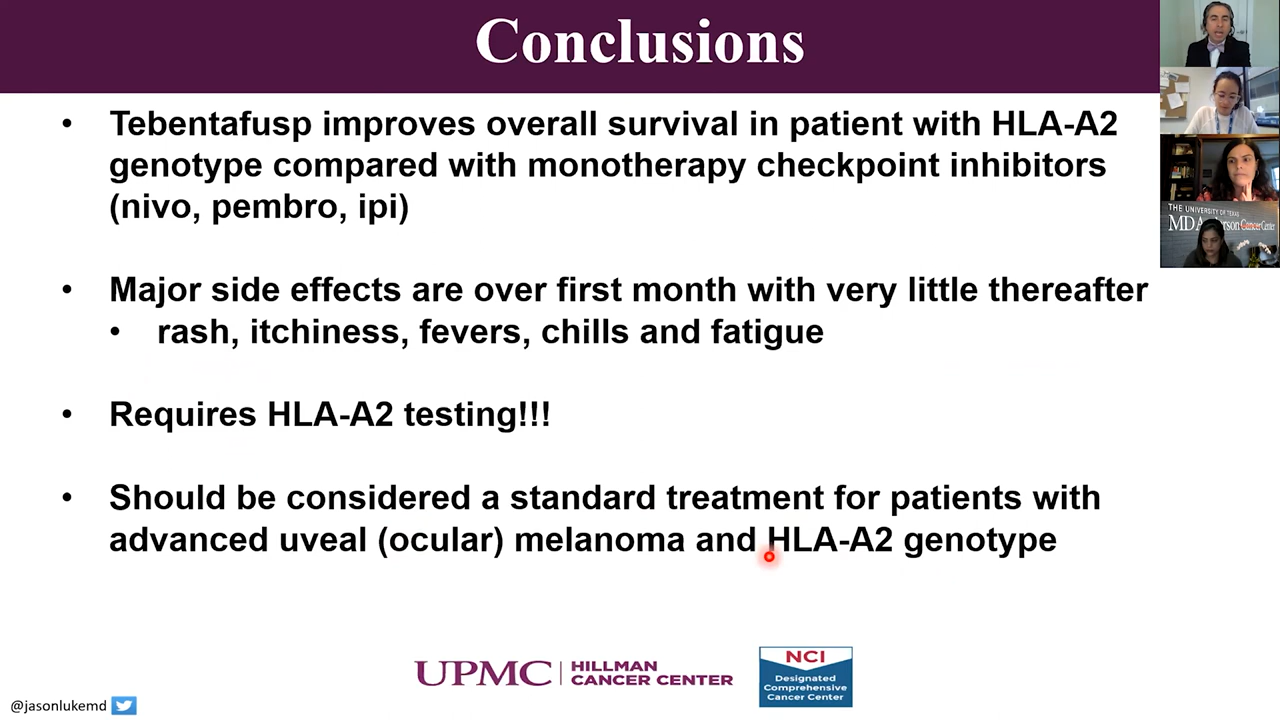 Conclusions
• Tebentafusp improves overall survival in patient with HLA-A2
genotype compared with monotherapy checkpoint inhibitors
(nivo, pembro, ipi)
• Major side effects are over first month with very little thereafter
• rash, itchiness, fevers, chills and fatigue
• Requires HLA-A2 testing!!!
• Should be considered a standard treatment for patients with
advanced uveal (ocular) melanoma and HLA-A2 genotype
THE UNIVERSITY OF TEXAS
MD Anderson Cancer Center
UPMC
HILLMAN
CANCER CENTER
NCI
Designated
Comprehensive
Cancer Center
@jasonlukemd